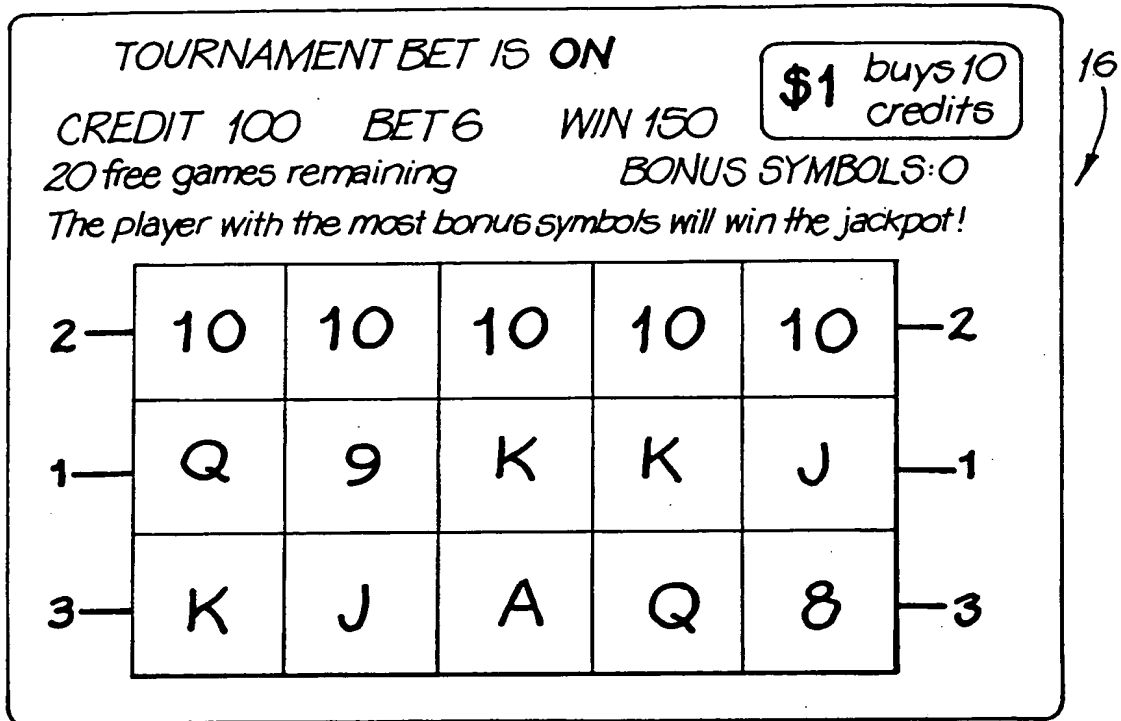 TOURNAMENT BET IS ON
$1 buys 10
credits
16
CREDIT 100 BET 6 WIN 150
20 free games remaining BONUS SYMBOLS: 0
The player with the most bonus symbols will win the jackpot!
2 10 10 10 10 10 2
1 Q 9 K K J 1
3 K J A Q 8 3